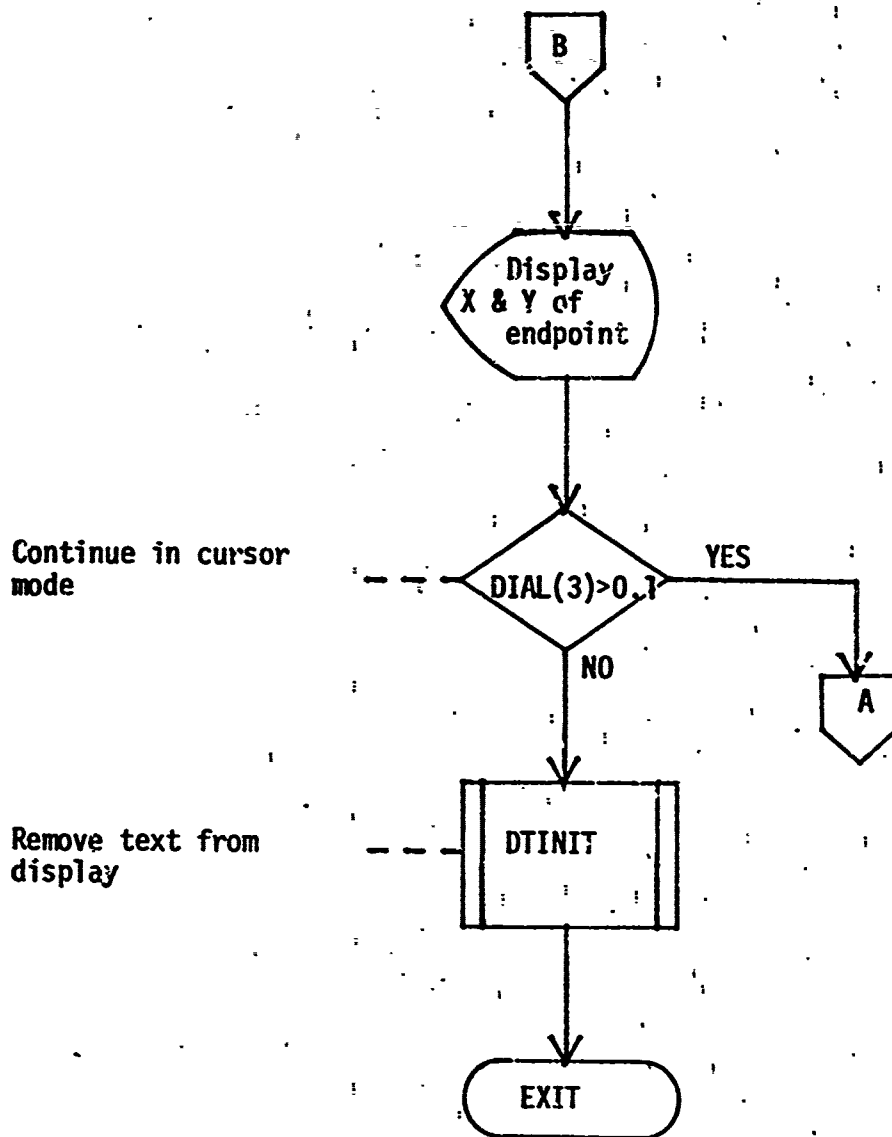 B
Display
X & Y of
endpoint
Continue in cursor
mode
DIAL(3)>0.1
YES
NO
A
Remove text from
display
DTINIT
EXIT